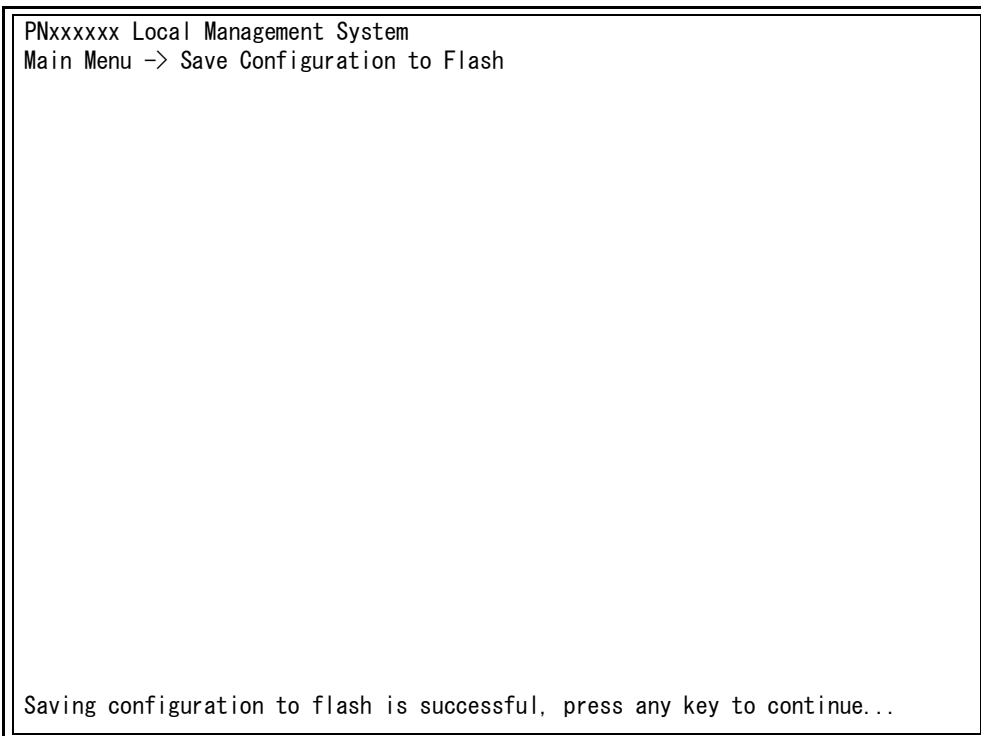 PNxxxxxx Local Management System
Main Menu -> Save Configuration to Flash
Saving configuration to flash is successful, press any key to continue...